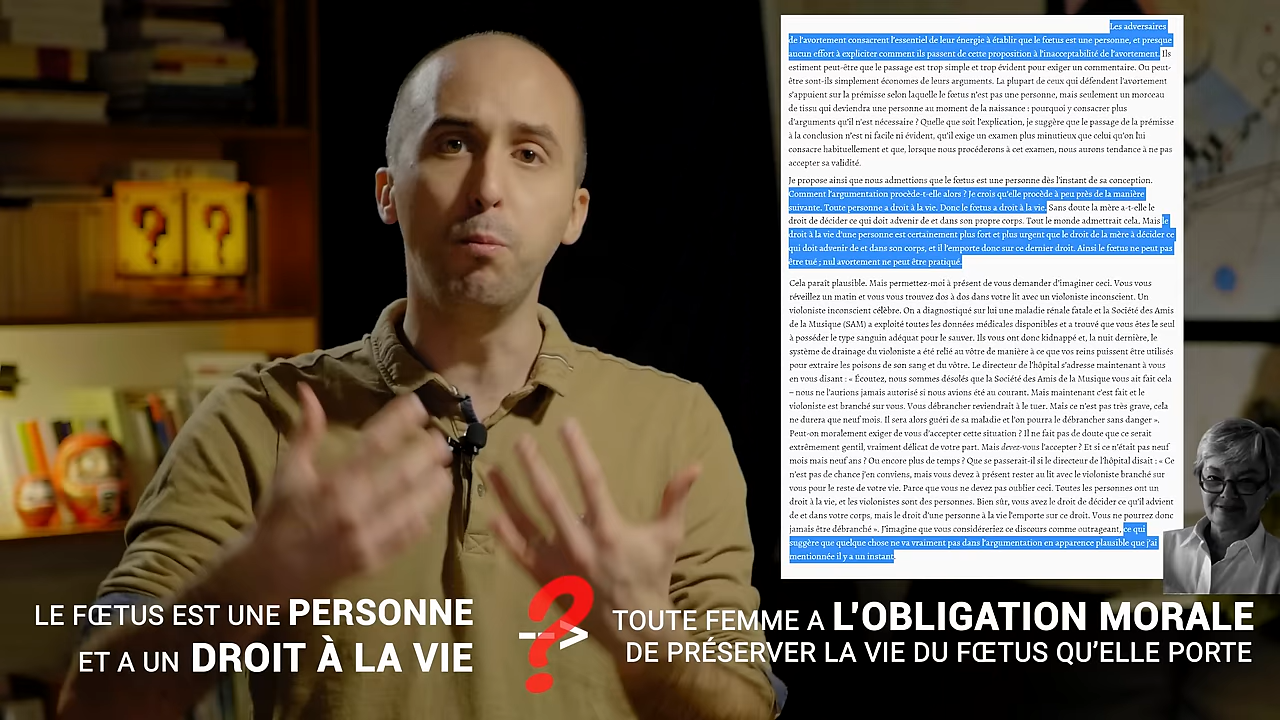 Les adversaires
de l'avortement consacrent l'essentiel de leur énergie à établir que le fœtus est une personne, et presque
aucun effort à expliciter comment ils passent de cette proposition à l'inacceptabilité de l'avortement. Ils
estiment peut-être que le passage est trop simple et trop évident pour exiger un commentaire. Ou peut-
être sont-ils simplement économes de leurs arguments. La plupart de ceux qui défendent l'avortement
s'appuient sur la prémisse selon laquelle le fœtus n'est pas une personne, mais seulement un morceau
de tissu qui deviendra une personne au moment de la naissance : pourquoi y consacrer plus
d'arguments qu'il n'est nécessaire ? Quelle que soit l'explication, je suggère que le passage de la prémisse
à la conclusion n'est ni facile ni évident, qu'il exige un examen plus minutieux que celui qu'on lui
consacre habituellement et que, lorsque nous procéderons à cet examen, nous aurons tendance à ne pas
accepter sa validité.
Je propose ainsi que nous admettions que le fœtus est une personne dès l'instant de sa conception.
Comment l'argumentation procède-t-elle alors ? Je crois qu'elle procède à peu près de la manière
suivante. Toute personne a droit à la vie. Donc le fœtus a droit à la vie. Sans doute la mère a-t-elle le
droit de décider ce qui doit advenir de et dans son propre corps. Tout le monde admettrait cela. Mais le
droit à la vie d'une personne est certainement plus fort et plus urgent que le droit de la mère à décider ce
qui doit advenir de et dans son corps, et il l'emporte donc sur ce dernier droit. Ainsi le fœtus ne peut pas
être tué ; nul avortement ne peut être pratiqué.
Cela paraît plausible. Mais permettez-moi à présent de vous demander d'imaginer ceci. Vous vous
réveillez un matin et vous vous trouvez dos à dos dans votre lit avec un violoniste inconscient. Un
violoniste inconscient célèbre. On a diagnostiqué sur lui une maladie rénale fatale et la Société des Amis
de la Musique (SAM) a exploité toutes les données médicales disponibles et a trouvé que vous êtes le seul
à posséder le type sanguin adéquat pour le sauver. Ils vous ont donc kidnappé et, la nuit dernière, le
système de drainage du violoniste a été relié au vôtre de manière à ce que vos reins puissent être utilisés
pour extraire les poisons de son sang et du vôtre. Le directeur de l'hôpital s'adresse maintenant à vous
en vous disant : « Écoutez, nous sommes désolés que la Société des Amis de la Musique vous ait fait cela
– nous ne l'aurions jamais autorisé si nous avions été au courant. Mais maintenant c'est fait et le
violoniste est branché sur vous. Vous débrancher reviendrait à le tuer. Mais ce n'est pas très grave, cela
ne durera que neuf mois. Il sera alors guéri de sa maladie et l'on pourra le débrancher sans danger ».
Peut-on moralement exiger de vous d'accepter cette situation ? Il ne fait pas de doute que ce serait
extrêmement gentil, vraiment délicat de votre part. Mais devez-vous l'accepter ? Et si ce n'était pas neuf
mois mais neuf ans ? Ou encore plus de temps ? Que se passerait-il si le directeur de l'hôpital disait : « Ce
n'est pas de chance j'en conviens, mais vous devez à présent rester au lit avec le violoniste branché sur
vous pour le reste de votre vie. Parce que vous ne devez pas oublier ceci. Toutes les personnes ont un
droit à la vie, et les violonistes sont des personnes. Bien sûr, vous avez le droit de décider ce qu'il advient
de et dans votre corps, mais le droit d'une personne à la vie l'emporte sur ce droit. Vous ne pourrez donc
jamais être débranché ». J'imagine que vous considéreriez ce discours comme outrageant, ce qui
suggère que quelque chose ne va vraiment pas dans l'argumentation en apparence plausible que j'ai
mentionnée il y a un instant
? ?
LE FŒTUS EST UNE PERSONNE
ET A UN DROIT À LA VIE
-->
?
TOUTE FEMME A L'OBLIGATION MORALE
DE PRÉSERVER LA VIE DU FŒTUS QU'ELLE PORTE